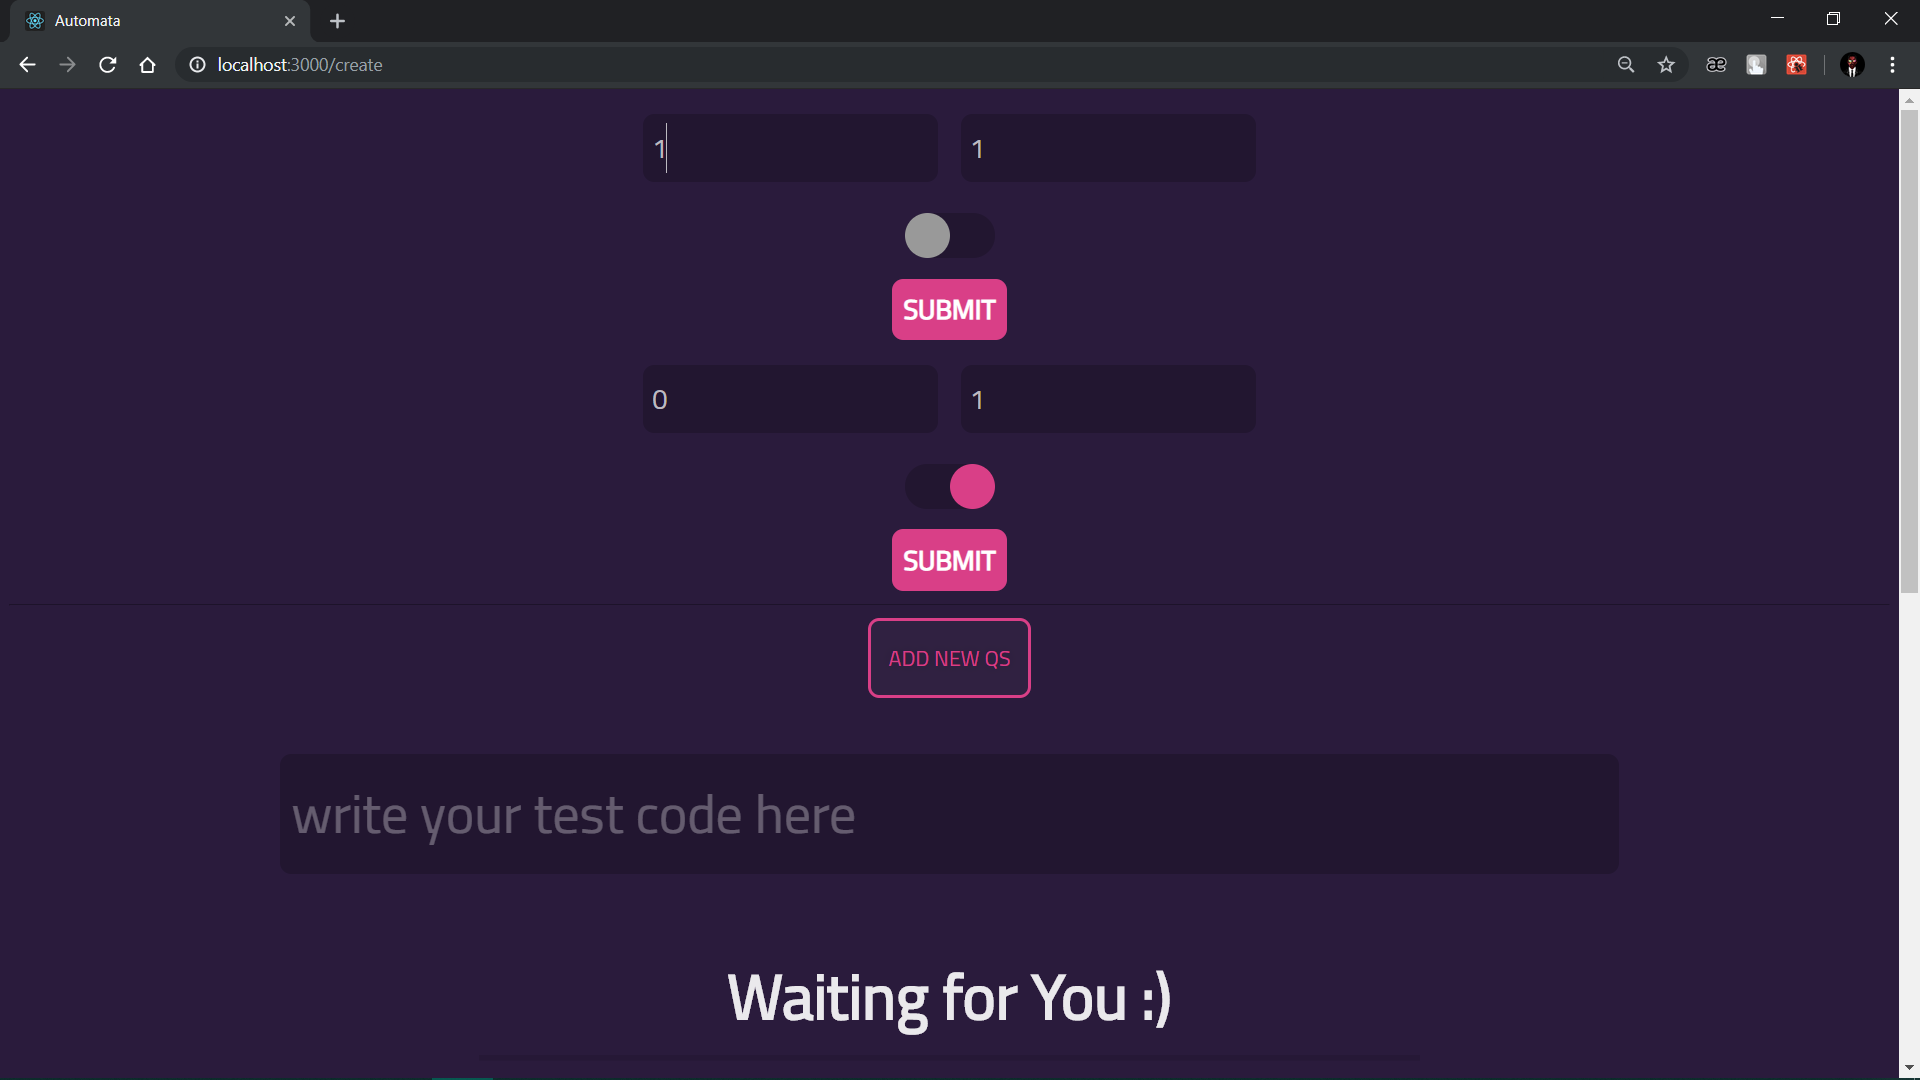 Automata
localhost:3000/create
æ
1 1
SUBMIT
0 1
SUBMIT
ADD NEW QS
write your test code here
Waiting for You :)